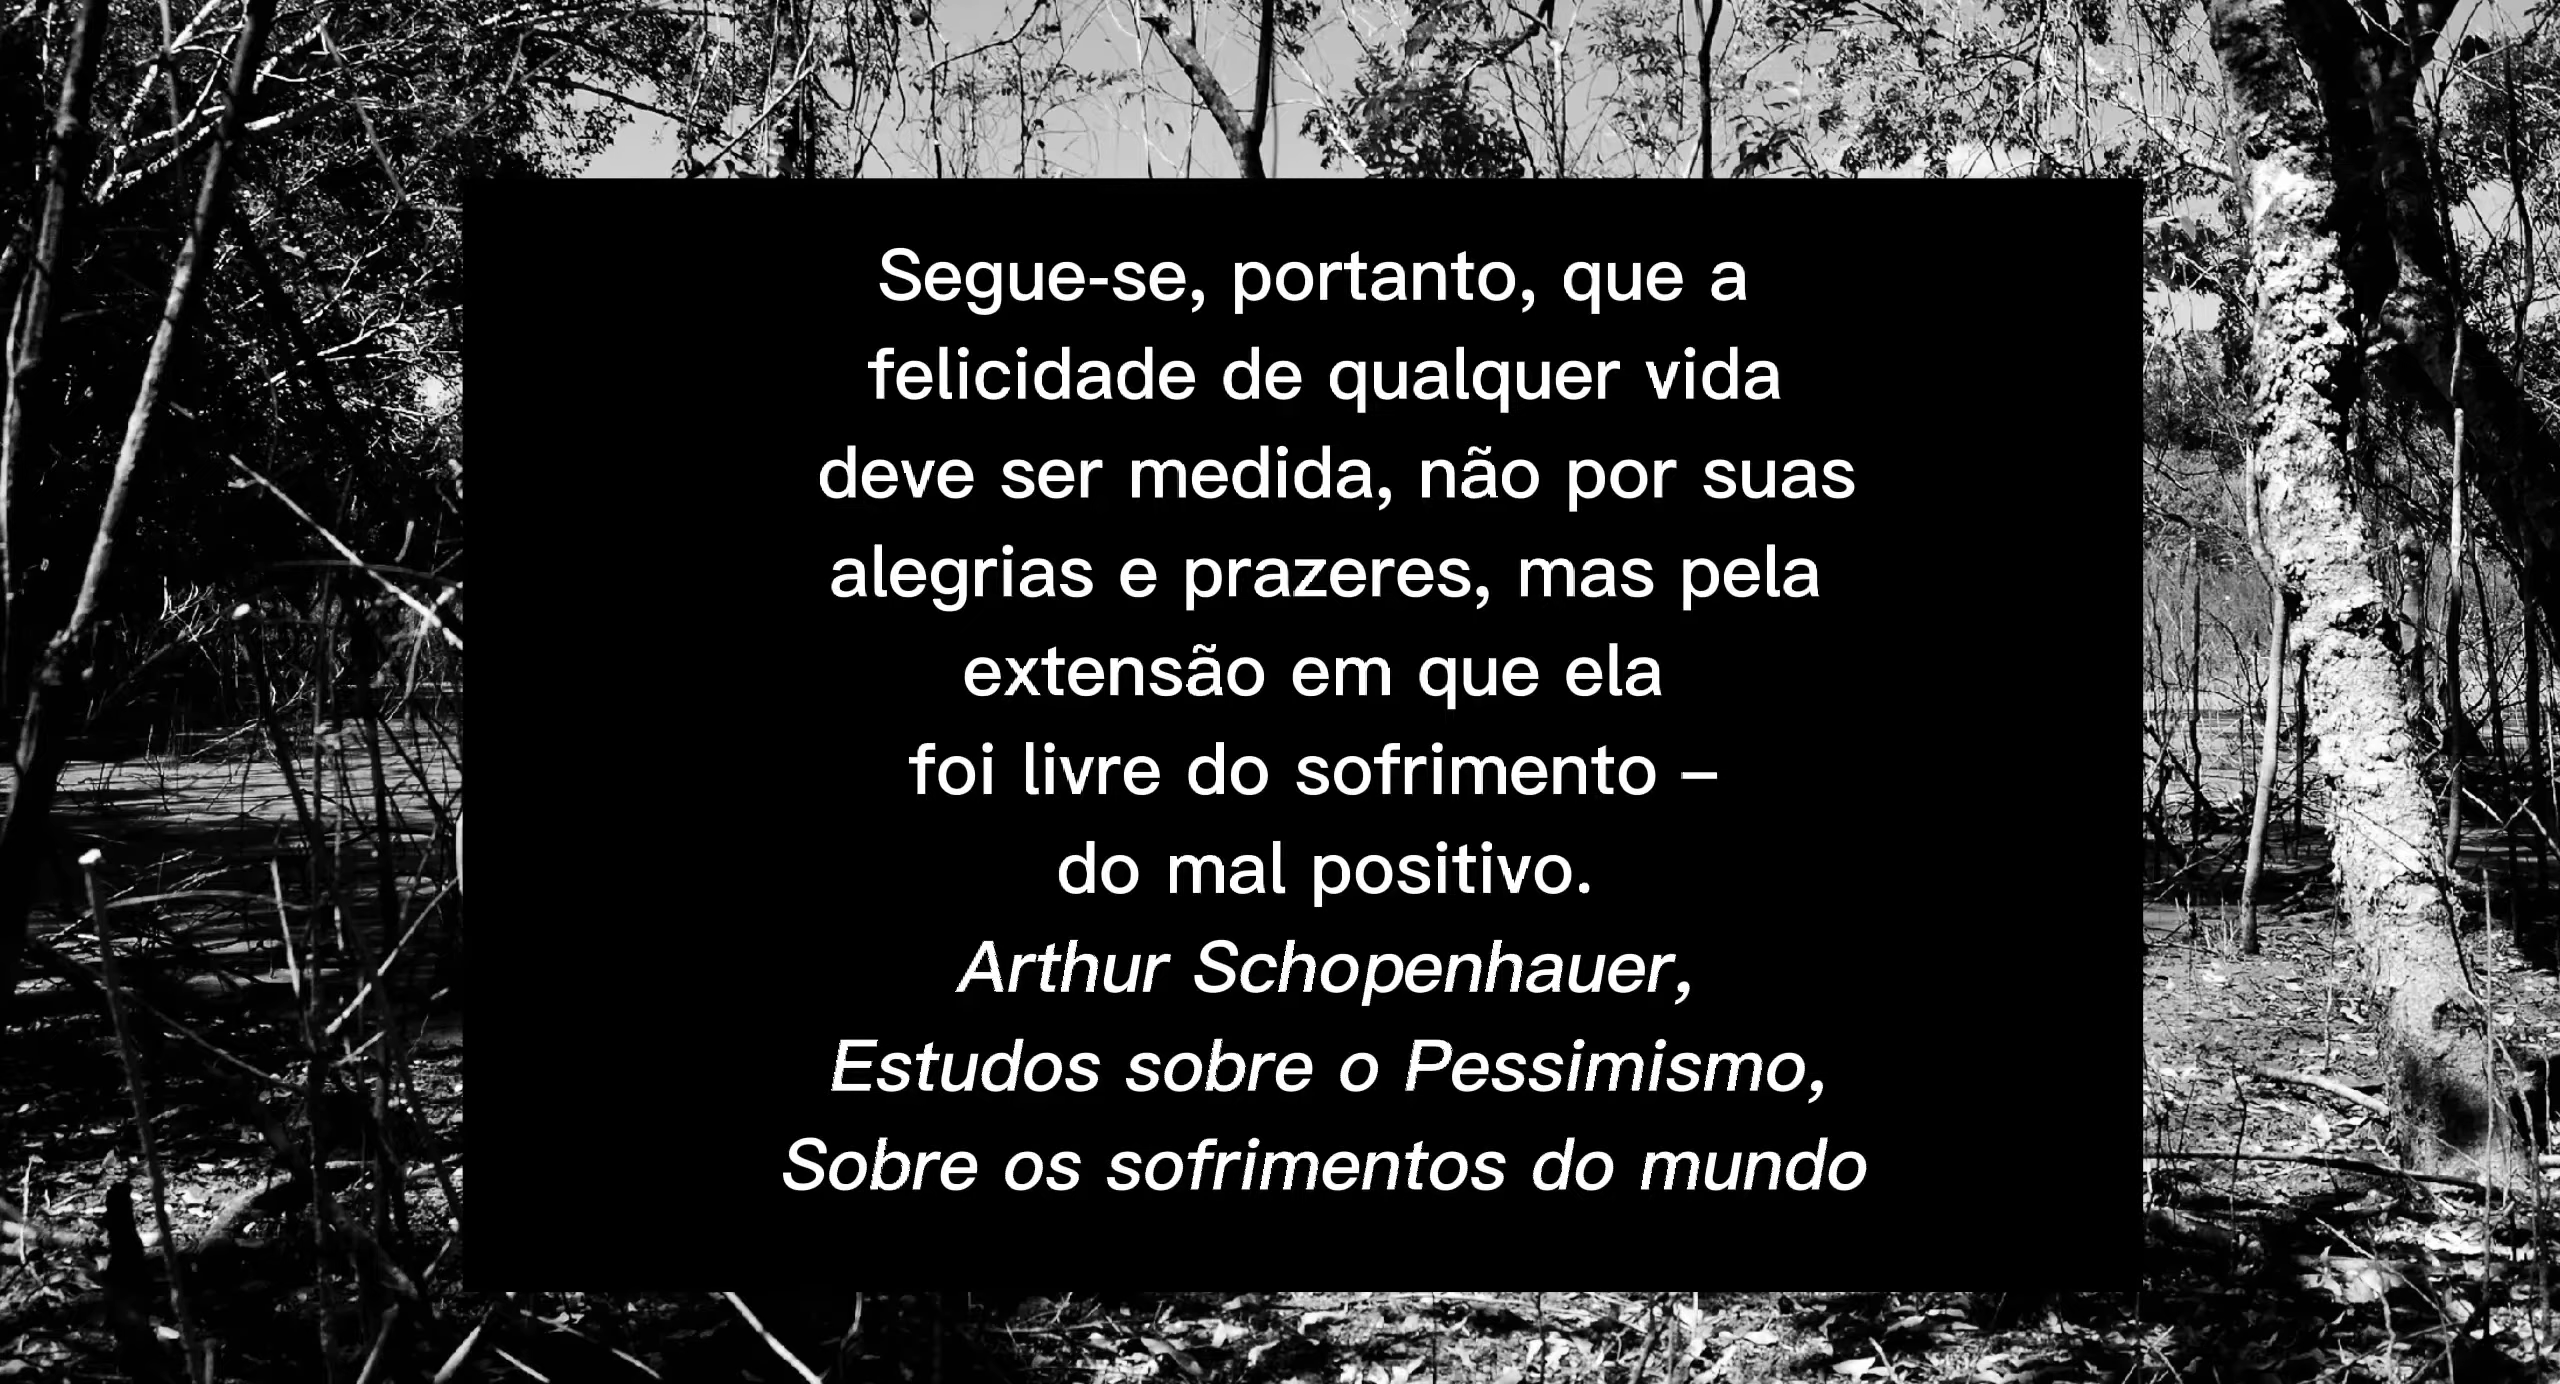 Segue-se, portanto, que a
felicidade de qualquer vida
deve ser medida, não por suas
alegrias e prazeres, mas pela
extensão em que ela
foi livre do sofrimento –
do mal positivo.
Arthur Schopenhauer,
Estudos sobre o Pessimismo,
Sobre os sofrimentos do mundo